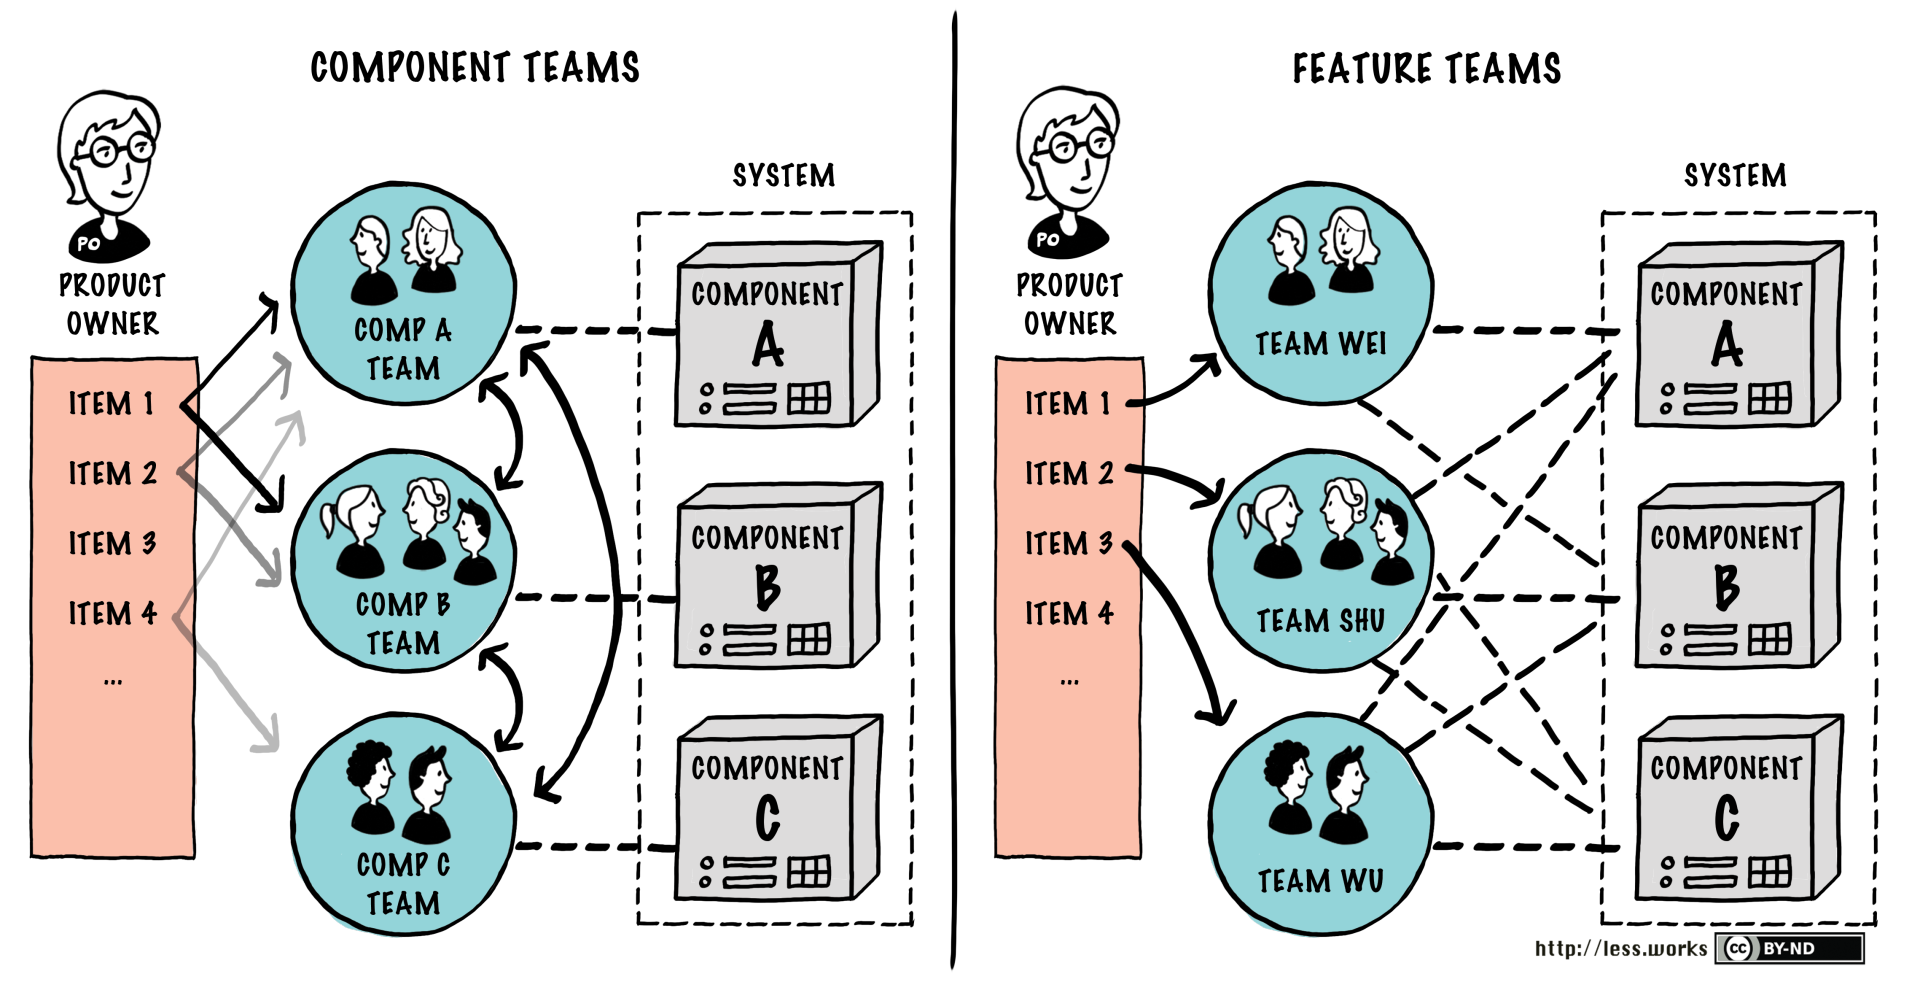 COMPONENT TEAMS
PO
PRODUCT
OWNER
ITEM 1
ITEM 2
ITEM 3
ITEM 4
...
COMP A
TEAM
COMP B
TEAM
COMP C
TEAM
SYSTEM
COMPONENT
A
COMPONENT
B
COMPONENT
C
FEATURE TEAMS
PO
PRODUCT
OWNER
ITEM 1
ITEM 2
ITEM 3
ITEM 4
...
TEAM WEI
TEAM SHU
TEAM WU
SYSTEM
COMPONENT
A
COMPONENT
B
COMPONENT
C
http://less.works
cc BY-ND